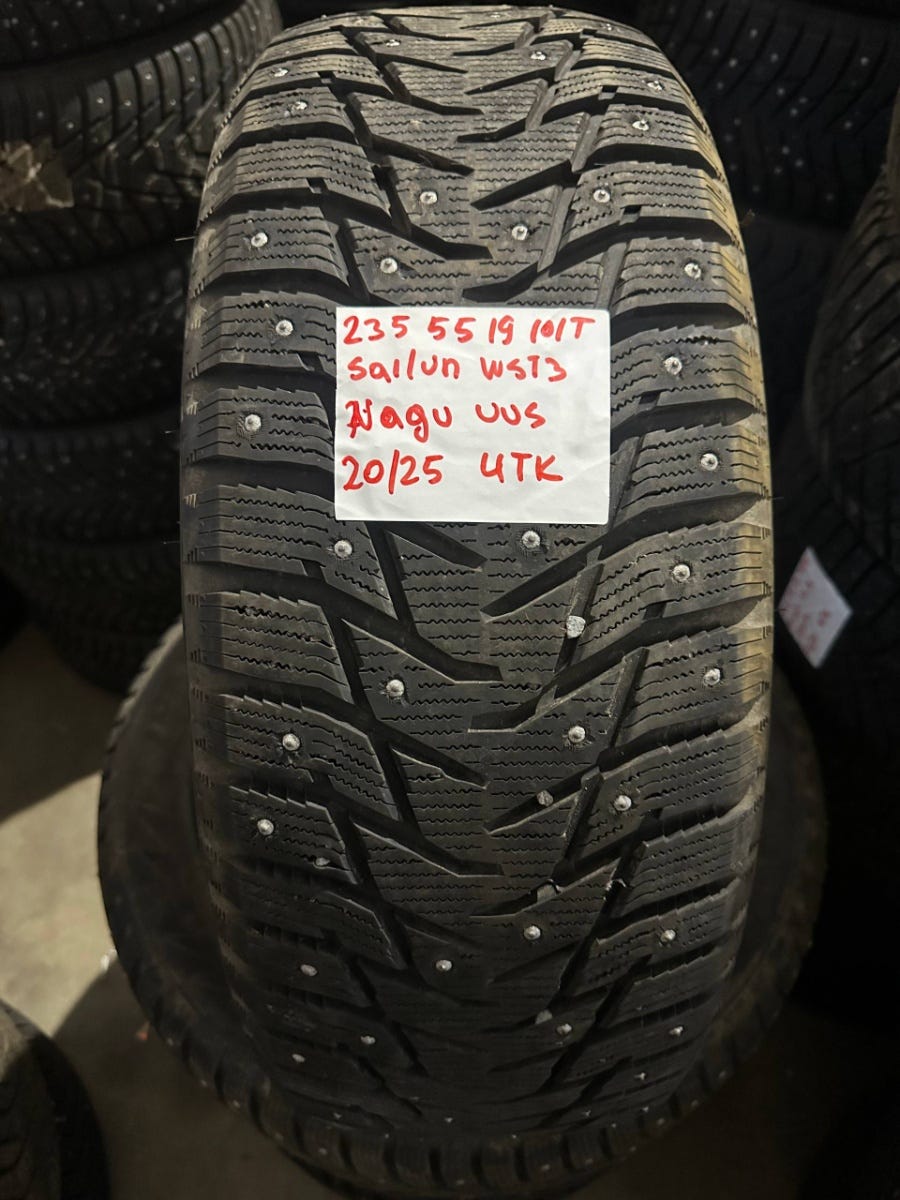 235 55 19 101T
Sailun WST3
Nagu uus
20/25 4TK